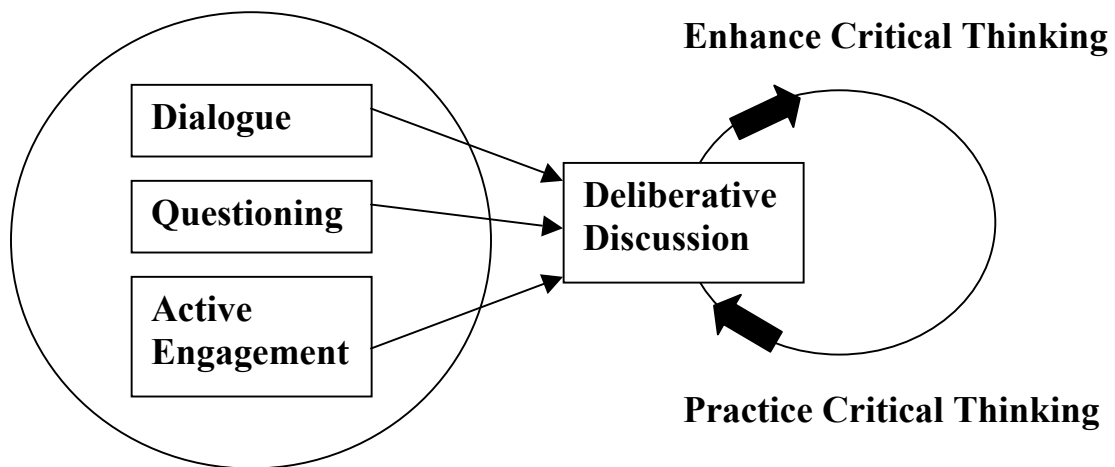 Enhance Critical Thinking
Dialogue
Questioning
Active
Engagement
Deliberative
Discussion
Practice Critical Thinking